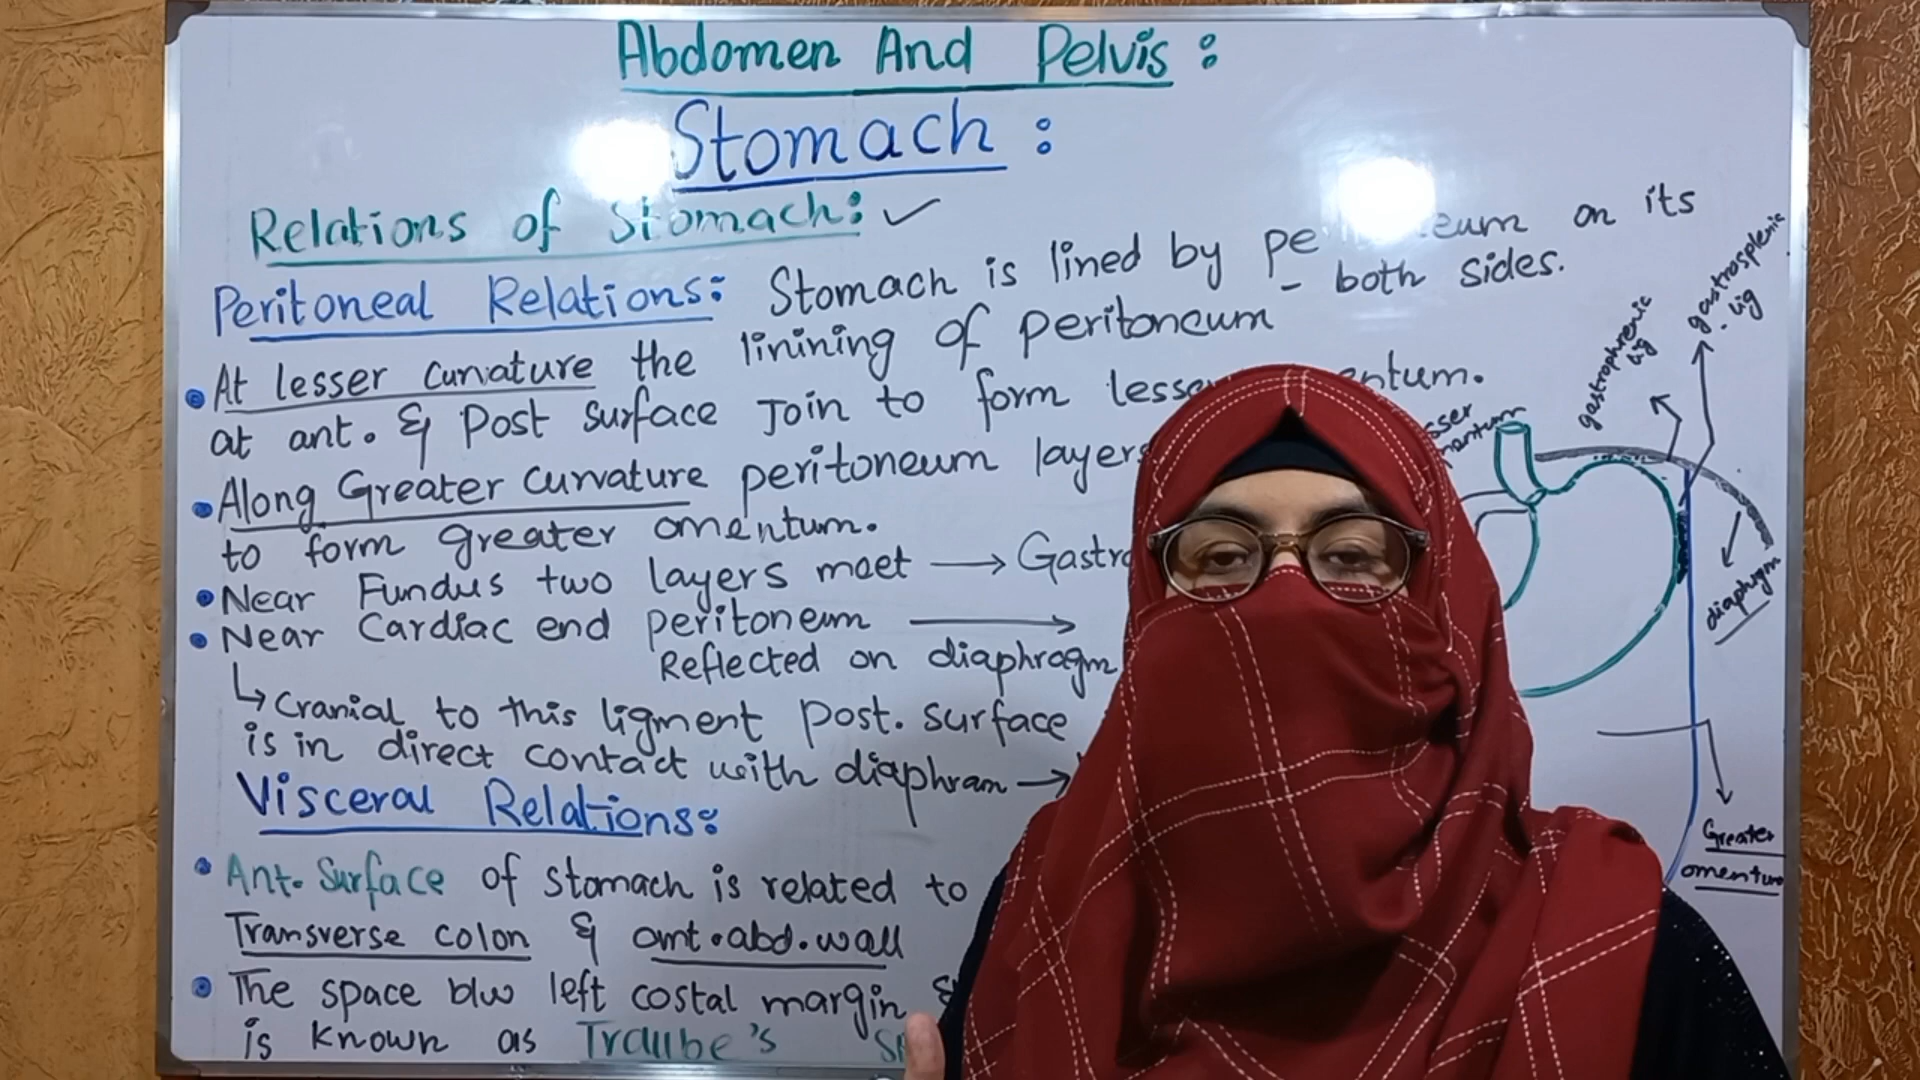 Abdomen And Pelvis :
Stomach :
Relations of Stomach: ✓
Peritoneal Relations: Stomach is lined by pe eum on its
- both sides.
• At lesser curvature the linining of peritoneum
at ant. & Post surface Join to form lesse entum.
• Along Greater Curvature peritoneum layers
to form greater omentum.
• Near Fundus two layers meet → Gastro
• Near Cardiac end peritoneum →
Reflected on diaphragm
↳ Cranial to this ligment post. surface
is in direct contact with diaphram →
Visceral Relations:
• Ant. Surface of stomach is related to
Transverse colon & amt. abd. wall
• The space blw left costal margin &
is known as Traube's
gastrophrenic
lig
gastrosplenic
lig
diaphragm
Greater
omentum